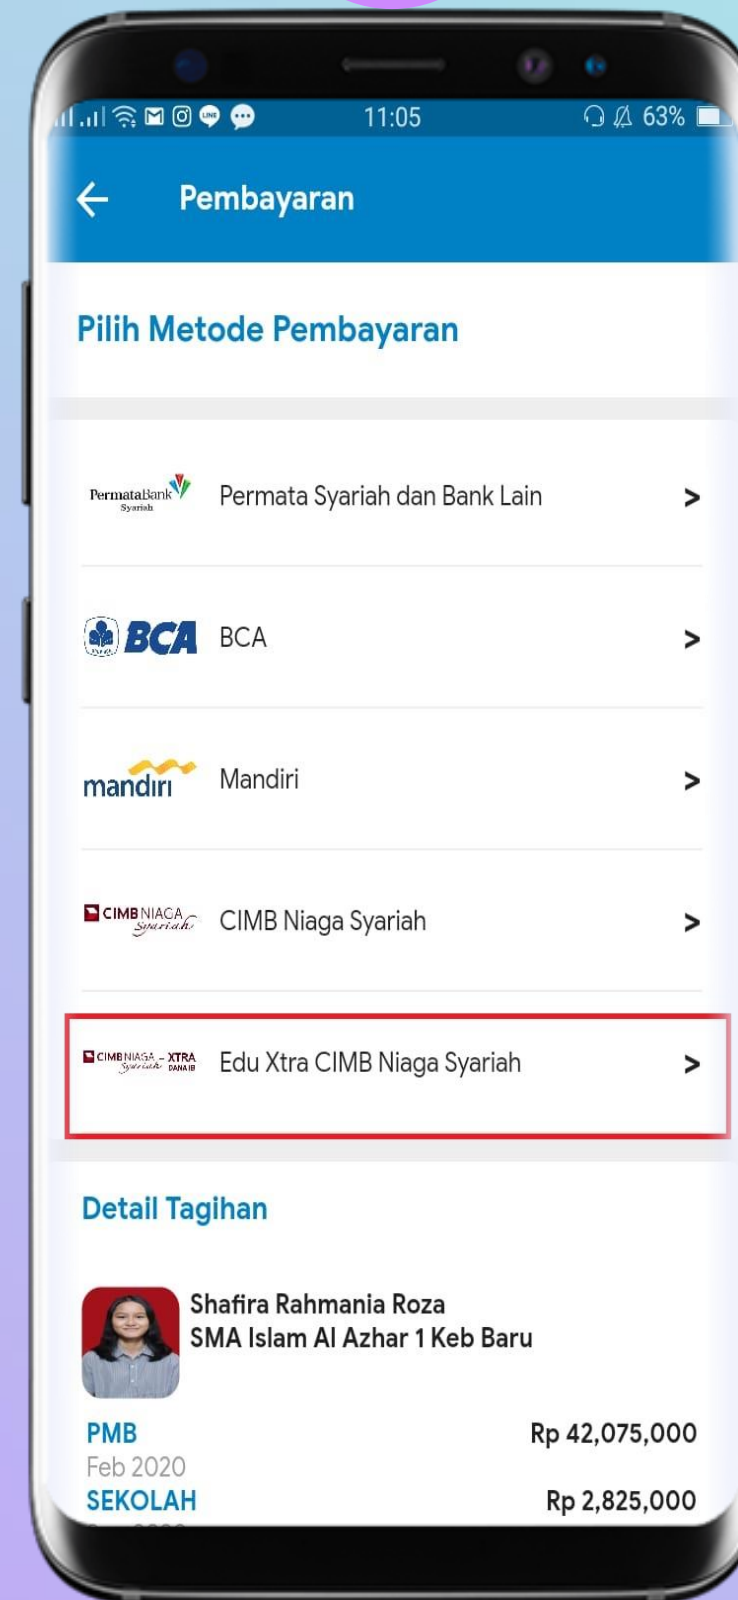 11:05
63%
Pembayaran
Pilih Metode Pembayaran
PermataBank
Syariah
Permata Syariah dan Bank Lain
>
BCA
BCA
>
mandiri
Mandiri
>
CIMB NIAGA
Syariah
CIMB Niaga Syariah
>
CIMB NIAGA - XTRA
Syariah DANA IB
Edu Xtra CIMB Niaga Syariah
>
Detail Tagihan
Shafira Rahmania Roza
SMA Islam Al Azhar 1 Keb Baru
PMB Rp 42,075,000
Feb 2020
SEKOLAH Rp 2,825,000